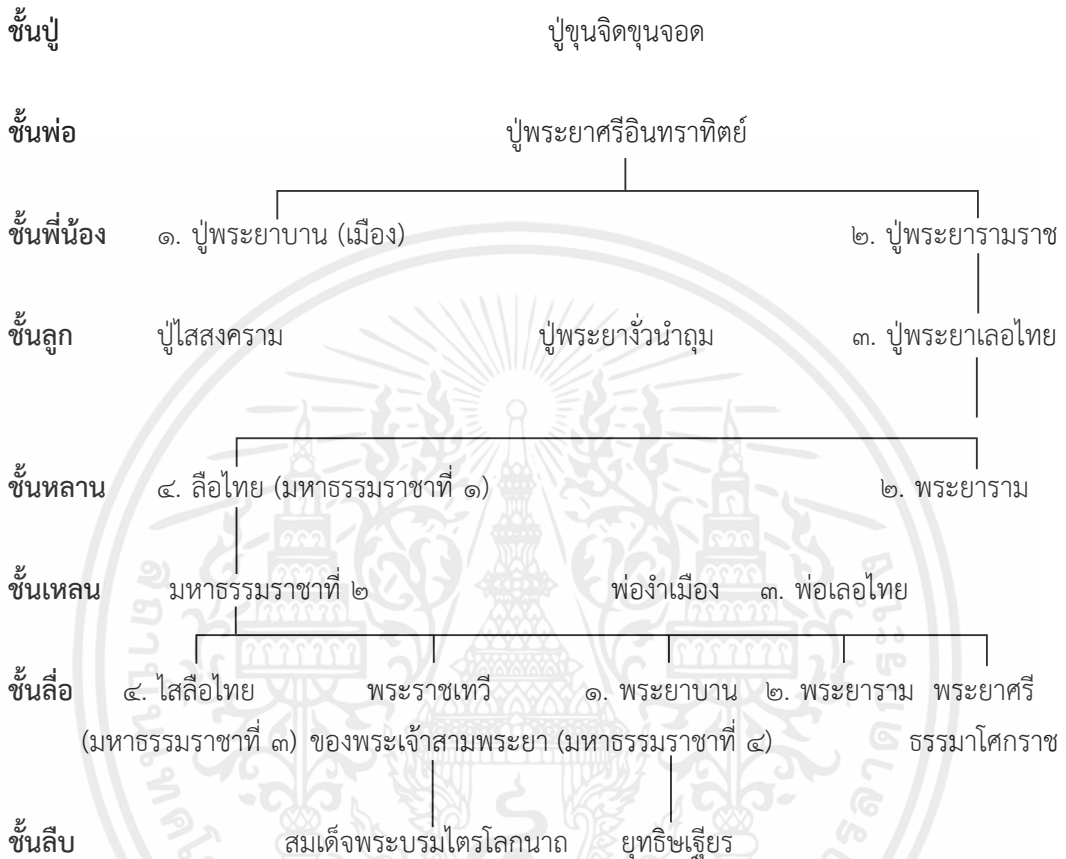 ชั้นปู่ ปู่ขุนจิดขุนจอด
ชั้นพ่อ ปู่พระยาศรีอินทราทิตย์
ชั้นพี่น้อง ๑. ปู่พระยาบาน (เมือง) ๒. ปู่พระยารามราช
ชั้นลูก ปู่ไสสงคราม ปู่พระยางั่วนำถุม ๓. ปู่พระยาเลอไทย
ชั้นหลาน ๔. ลือไทย (มหาธรรมราชาที่ ๑) ๒. พระยาราม
ชั้นเหลน มหาธรรมราชาที่ ๒ พ่องำเมือง ๓. พ่อเลอไทย
ชั้นลื่อ ๔. ไสลือไทย พระราชเทวี ๑. พระยาบาน ๒. พระยาราม พระยาศรี
(มหาธรรมราชาที่ ๓) ของพระเจ้าสามพระยา (มหาธรรมราชาที่ ๔) ธรรมาโศกราช
ชั้นลืบ สมเด็จพระบรมไตรโลกนาถ ยุทธิษเฐียร